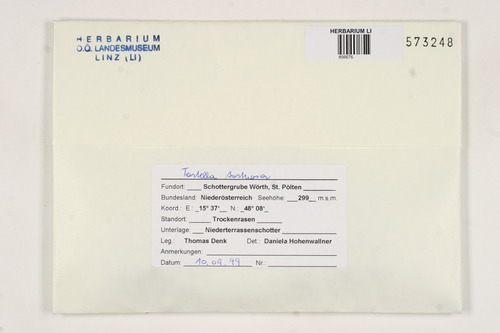 HERBARIUM
O.Ö. LANDESMUSEUM
LINZ (LI)
HERBARIUM LI
573248
Tortella tortuosa
Fundort: Schottergrube Wörth, St. Pölten
Bundesland: Niederösterreich Seehöhe: 299 m.s.m
Koord.: E.: 15° 37' N.: 48° 08'
Standort: Trockenrasen
Unterlage: Niederterrassenschotter
Leg.: Thomas Denk Det.: Daniela Hohenwallner
Anmerkungen:
Datum: 10.09.99 Nr.: